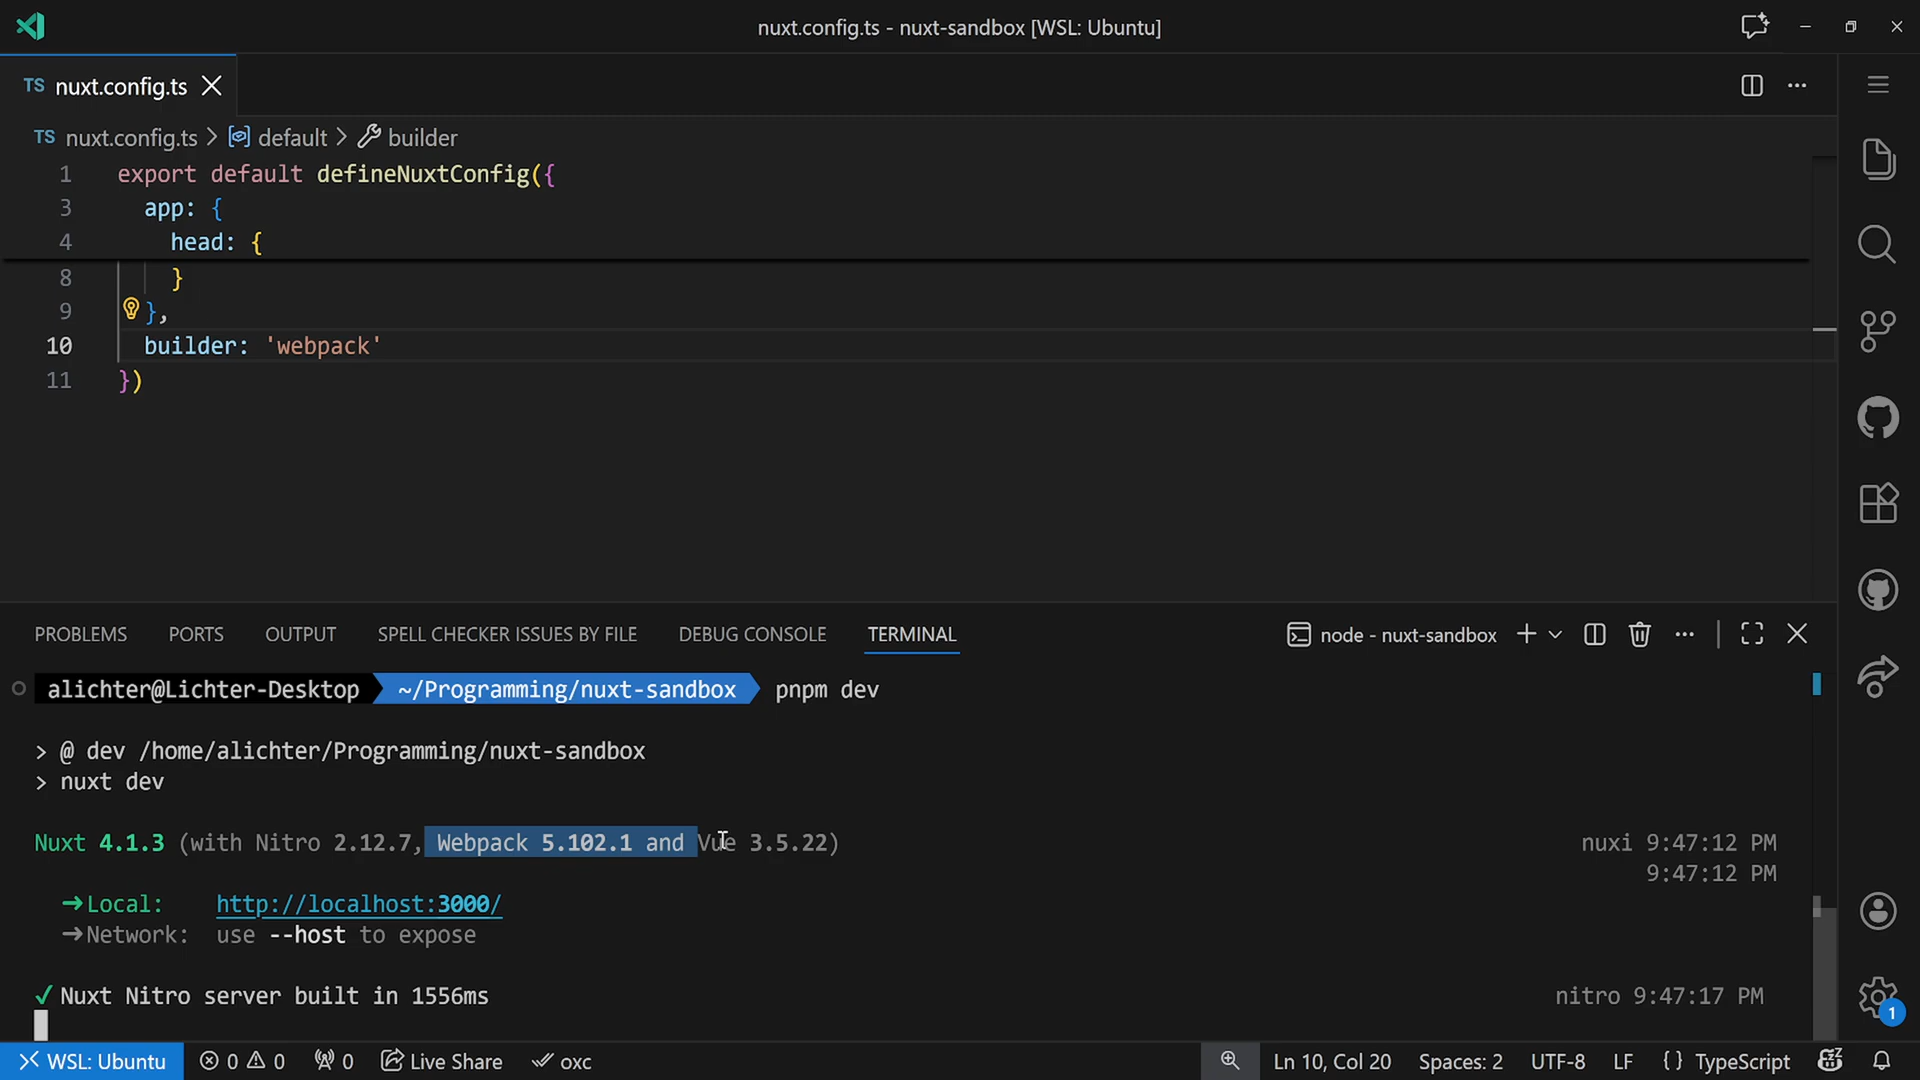 nuxt.config.ts - nuxt-sandbox [WSL: Ubuntu]
TS nuxt.config.ts
TS nuxt.config.ts > default > builder
1 export default defineNuxtConfig({
3 app: {
4 head: {
8 }
9 },
10 builder: 'webpack'
11 })
PROBLEMS PORTS OUTPUT SPELL CHECKER ISSUES BY FILE DEBUG CONSOLE TERMINAL node - nuxt-sandbox
alichter@Lichter-Desktop ~/Programming/nuxt-sandbox pnpm dev
> @ dev /home/alichter/Programming/nuxt-sandbox
> nuxt dev
Nuxt 4.1.3 (with Nitro 2.12.7, Webpack 5.102.1 and Vue 3.5.22) nuxi 9:47:12 PM
9:47:12 PM
➜Local: http://localhost:3000/
➜Network: use --host to expose
✓ Nuxt Nitro server built in 1556ms nitro 9:47:17 PM
1
WSL: Ubuntu 0 0 0 Live Share oxc Ln 10, Col 20 Spaces: 2 UTF-8 LF {} TypeScript